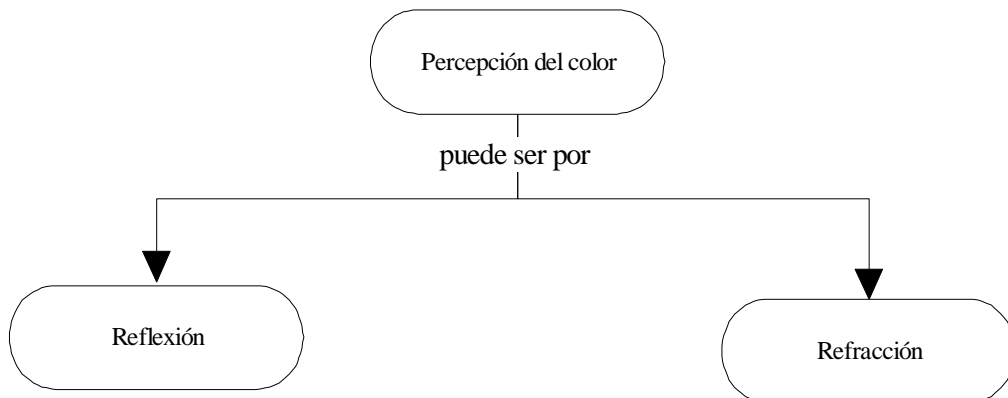 Percepción del color
puede ser por
Reflexión
Refracción